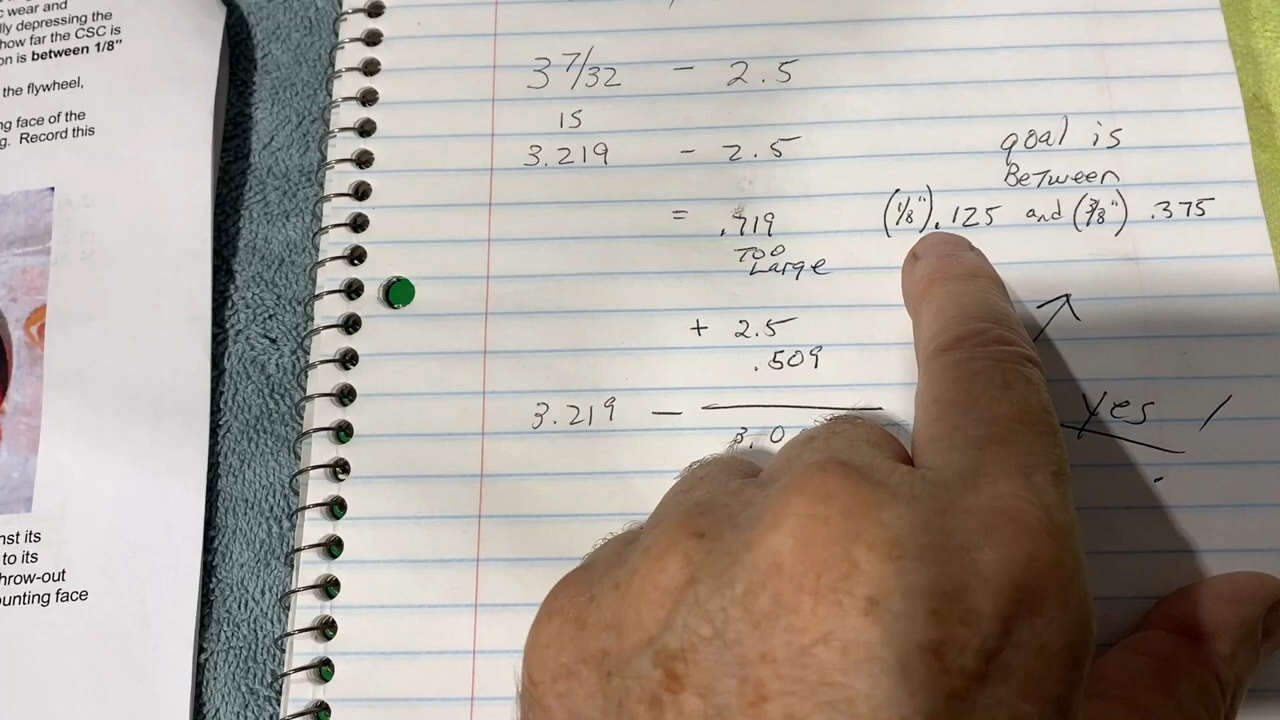 c wear and
lly depressing the
how far the CSC is
on is between 1/8"
the flywheel,
ng face of the
g. Record this
nst its
to its
hrow-out
ounting face
3 7/32 - 2.5
is
3.219 - 2.5
= .719
Too
Large
goal is
Between
(1/8") .125 and (3/8") .375
+ 2.5
.509
3.219 -
3.0
yes !